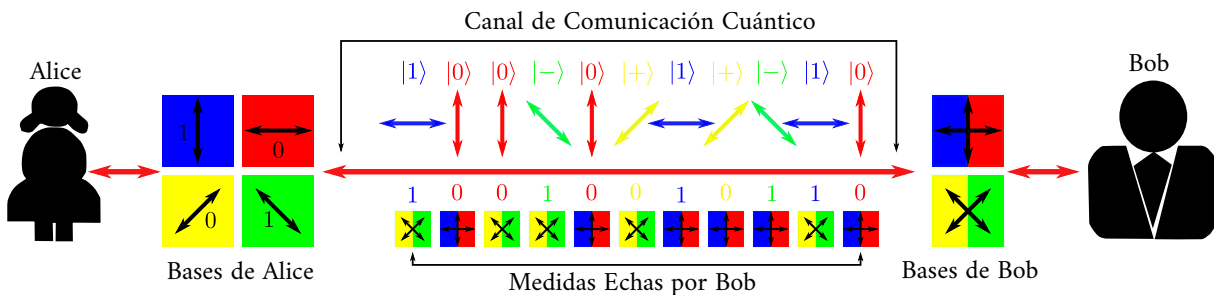 Canal de Comunicación Cuántico
Alice
Bob
|1⟩ |0⟩ |0⟩ |−⟩ |0⟩ |+⟩ |1⟩ |+⟩ |−⟩ |1⟩ |0⟩
1
0
0
1
1 0 0 1 0 0 1 0 1 1 0
Bases de Alice
Medidas Echas por Bob
Bases de Bob